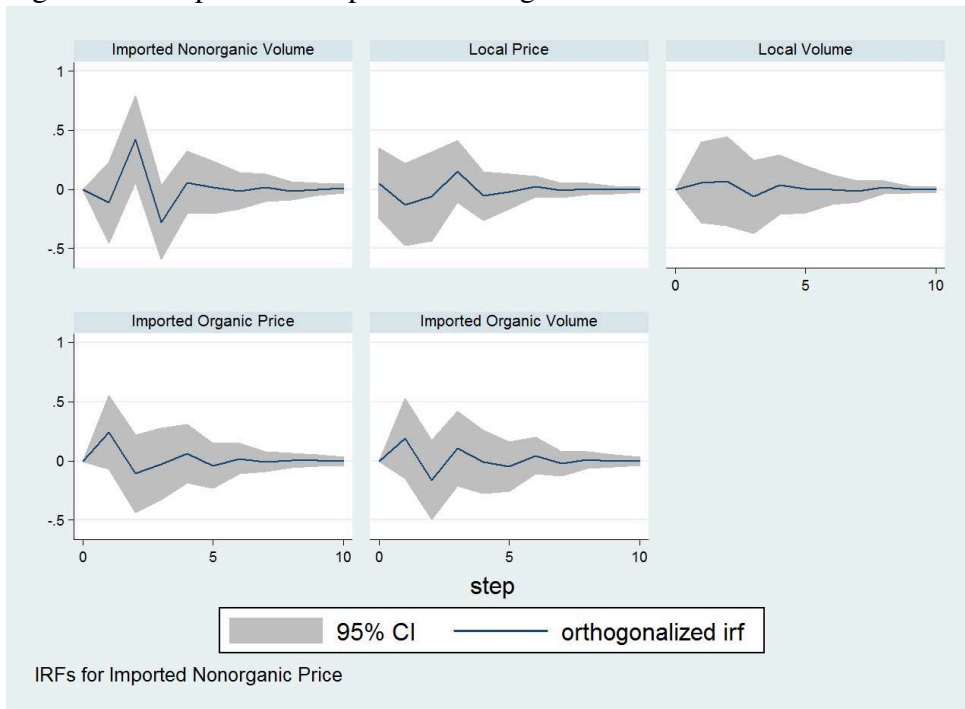 Imported Nonorganic Volume Local Price Local Volume
1
.5
0
-.5
0 5 10
Imported Organic Price Imported Organic Volume
1
.5
0
-.5
0 5 10 0 5 10
step
95% CI orthogonalized irf
IRFs for Imported Nonorganic Price